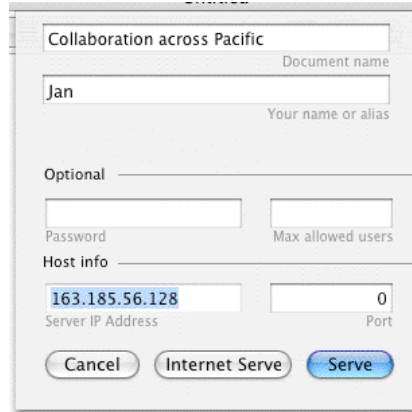 Collaboration across Pacific
Document name
Jan
Your name or alias
Optional
Password Max allowed users
Host info
163.185.56.128 0
Server IP Address Port
Cancel Internet Serve Serve